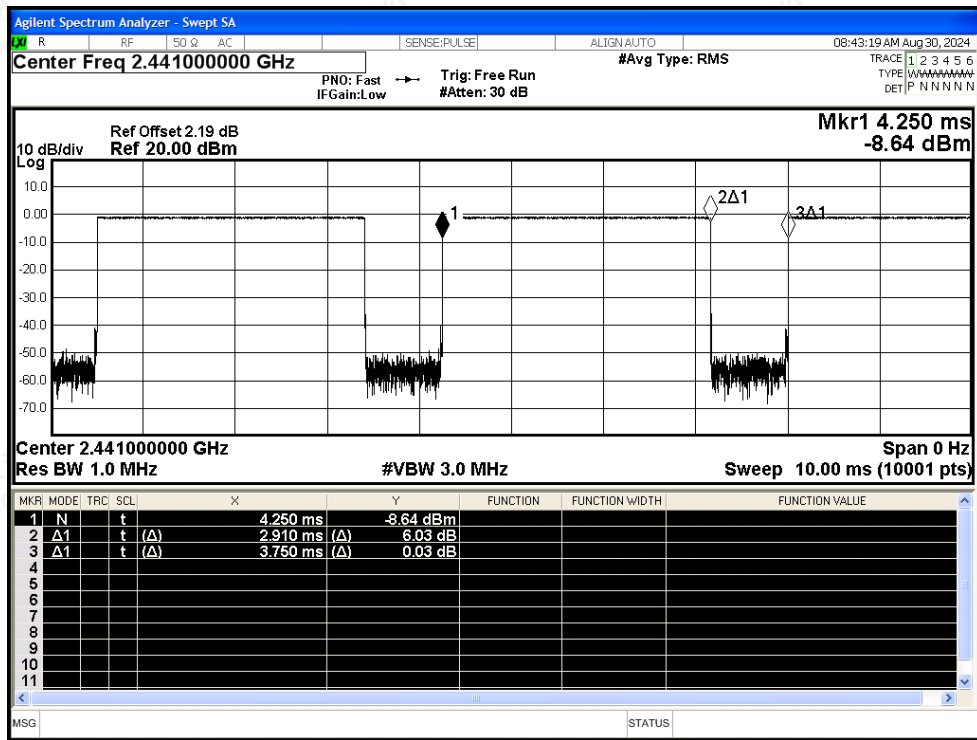 Agilent Spectrum Analyzer - Swept SA
LXI R RF 50 Ω AC SENSE:PULSE ALIGN AUTO 08:43:19 AM Aug 30, 2024
Center Freq 2.441000000 GHz
PNO: Fast
IFGain:Low
Trig: Free Run
#Atten: 30 dB
#Avg Type: RMS
TRACE 1 2 3 4 5 6
TYPE WWWWWW
DET P N N N N N
Mkr1 4.250 ms
-8.64 dBm
Ref Offset 2.19 dB
10 dB/div Ref 20.00 dBm
Log
10.0
0.00
-10.0
-20.0
-30.0
-40.0
-50.0
-60.0
-70.0
1
2Δ1
3Δ1
Center 2.441000000 GHz Span 0 Hz
Res BW 1.0 MHz #VBW 3.0 MHz Sweep 10.00 ms (10001 pts)
MKR MODE TRC SCL X Y FUNCTION FUNCTION WIDTH FUNCTION VALUE
1 N t 4.250 ms -8.64 dBm
2 Δ1 t (Δ) 2.910 ms (Δ) 6.03 dB
3 Δ1 t (Δ) 3.750 ms (Δ) 0.03 dB
4
5
6
7
8
9
10
11
MSG STATUS